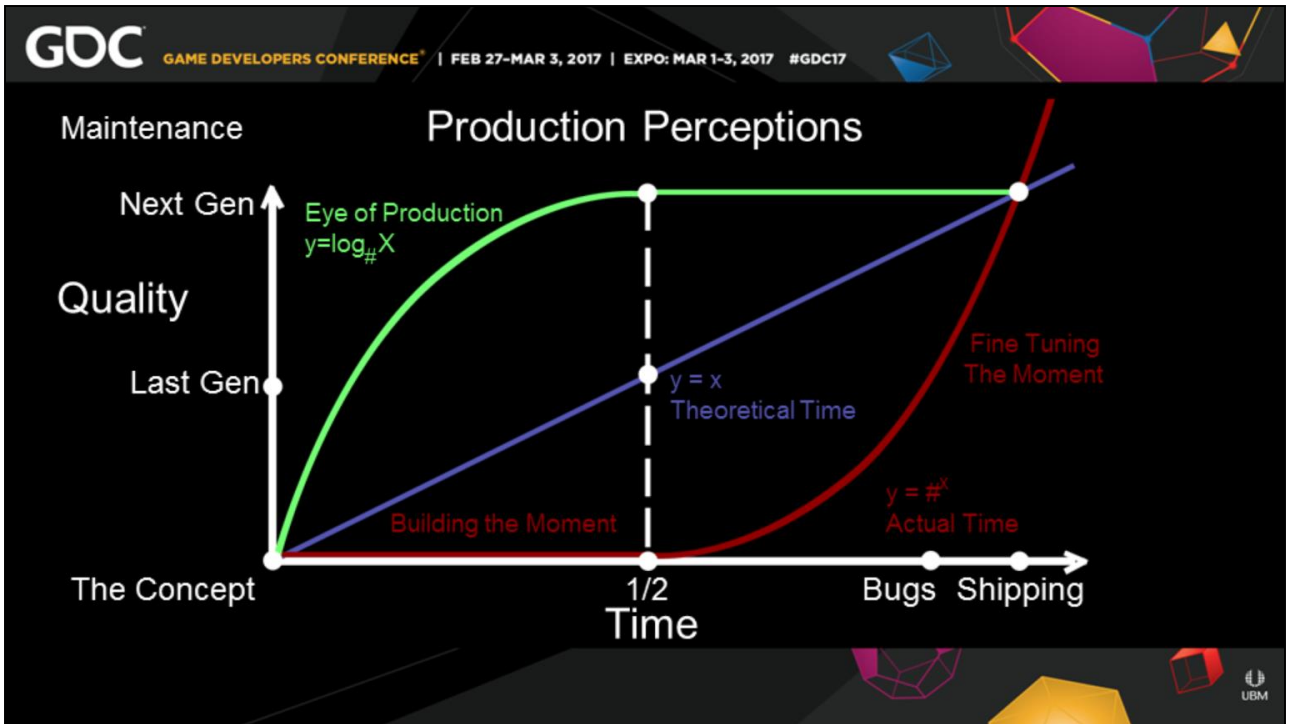 GDC GAME DEVELOPERS CONFERENCE® | FEB 27–MAR 3, 2017 | EXPO: MAR 1–3, 2017 #GDC17
Maintenance
Production Perceptions
Next Gen
Eye of Production
y=log#X
Quality
Last Gen
y = x
Theoretical Time
Fine Tuning
The Moment
y = #x
Actual Time
Building the Moment
The Concept
1/2
Bugs
Shipping
Time
UBM